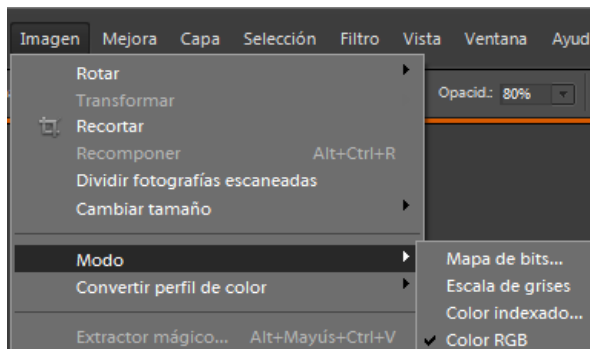 Imagen Mejora Capa Selección Filtro Vista Ventana Ayud
Rotar
Opacid.: 80%
Transformar
Recortar
Recomponer Alt+Ctrl+R
Dividir fotografías escaneadas
Cambiar tamaño
Modo
Mapa de bits...
Convertir perfil de color
Escala de grises
Color indexado...
Extractor mágico... Alt+Mayús+Ctrl+V
Color RGB